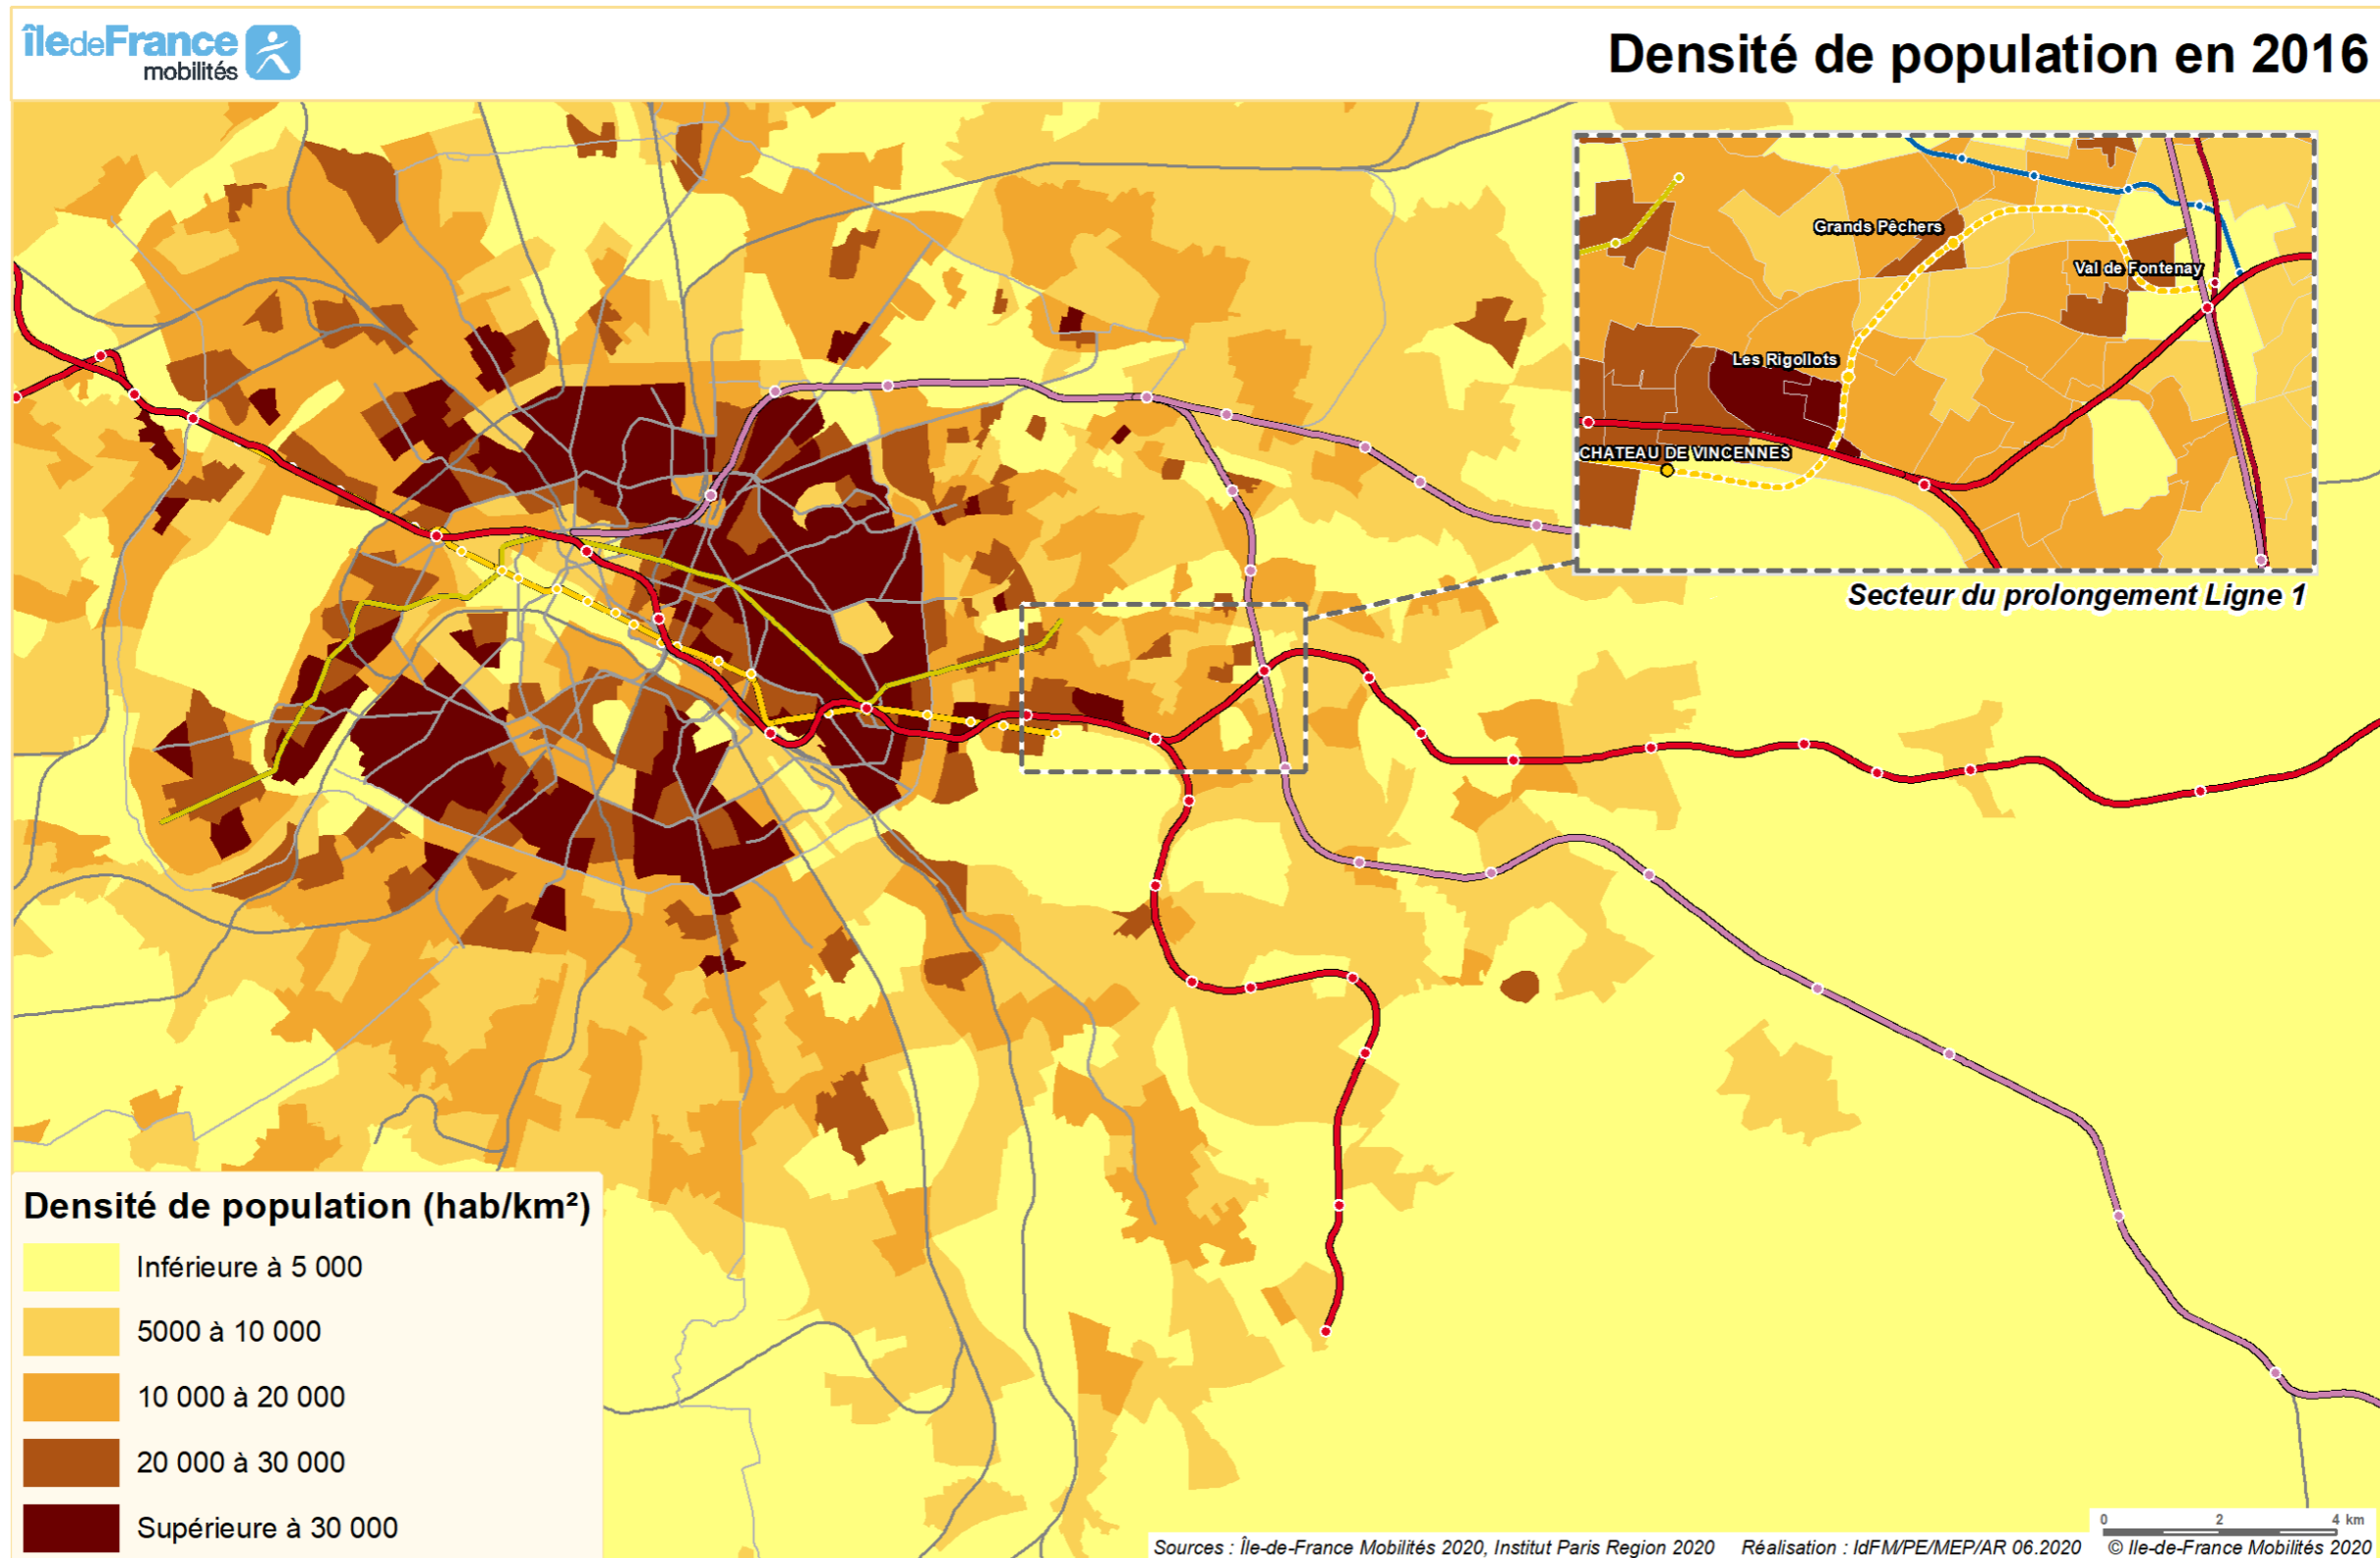 îledeFrance
mobilités
Densité de population en 2016
Grands Pêchers
Val de Fontenay
Les Rigollots
CHATEAU DE VINCENNES
Secteur du prolongement Ligne 1
Densité de population (hab/km²)
Inférieure à 5 000
5000 à 10 000
10 000 à 20 000
20 000 à 30 000
Supérieure à 30 000
0 2 4 km
Sources : Île-de-France Mobilités 2020, Institut Paris Region 2020 Réalisation : IdFM/PE/MEP/AR 06.2020 © Ile-de-France Mobilités 2020